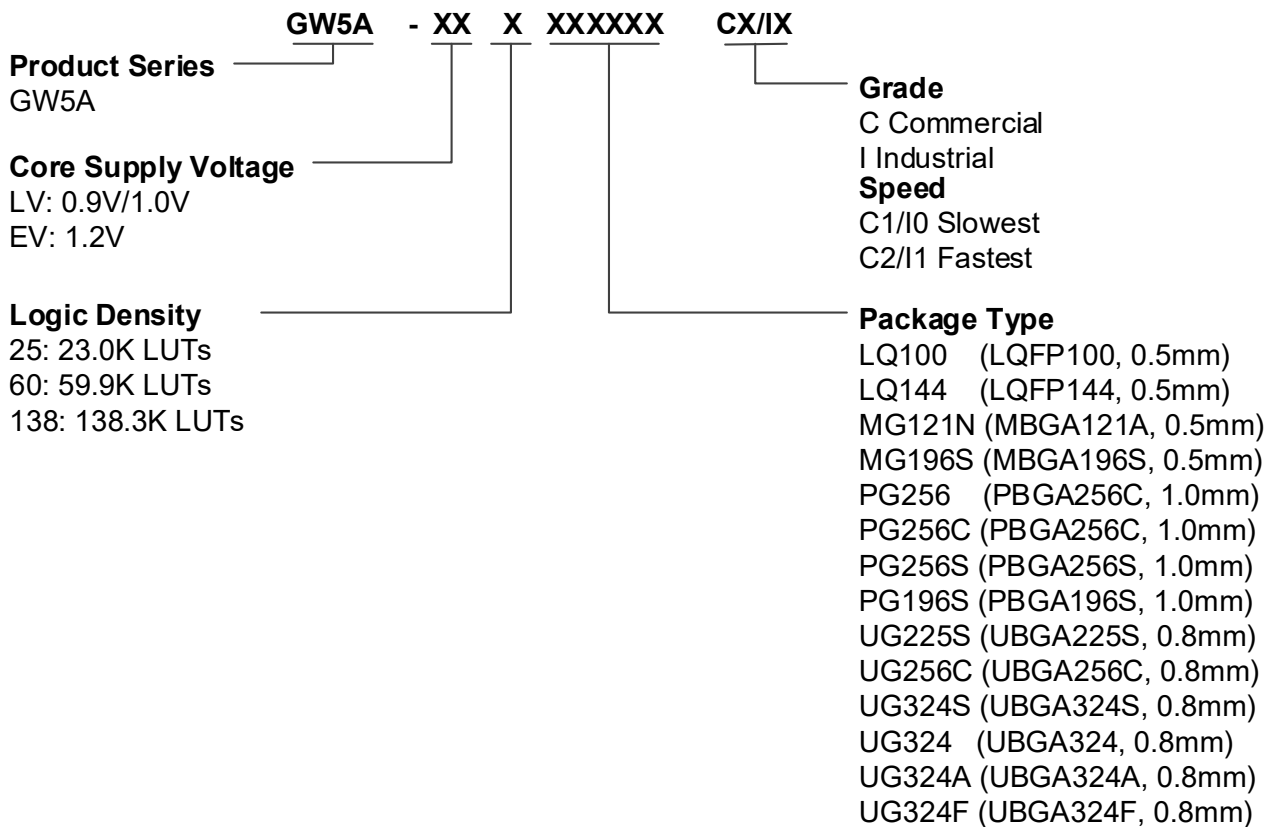 GW5A - XX X XXXXXX CX/IX
Product Series
GW5A
Core Supply Voltage
LV: 0.9V/1.0V
EV: 1.2V
Logic Density
25: 23.0K LUTs
60: 59.9K LUTs
138: 138.3K LUTs
Grade
C Commercial
I Industrial
Speed
C1/I0 Slowest
C2/I1 Fastest
Package Type
LQ100 (LQFP100, 0.5mm)
LQ144 (LQFP144, 0.5mm)
MG121N (MBGA121A, 0.5mm)
MG196S (MBGA196S, 0.5mm)
PG256 (PBGA256C, 1.0mm)
PG256C (PBGA256C, 1.0mm)
PG256S (PBGA256S, 1.0mm)
PG196S (PBGA196S, 1.0mm)
UG225S (UBGA225S, 0.8mm)
UG256C (UBGA256C, 0.8mm)
UG324S (UBGA324S, 0.8mm)
UG324 (UBGA324, 0.8mm)
UG324A (UBGA324A, 0.8mm)
UG324F (UBGA324F, 0.8mm)